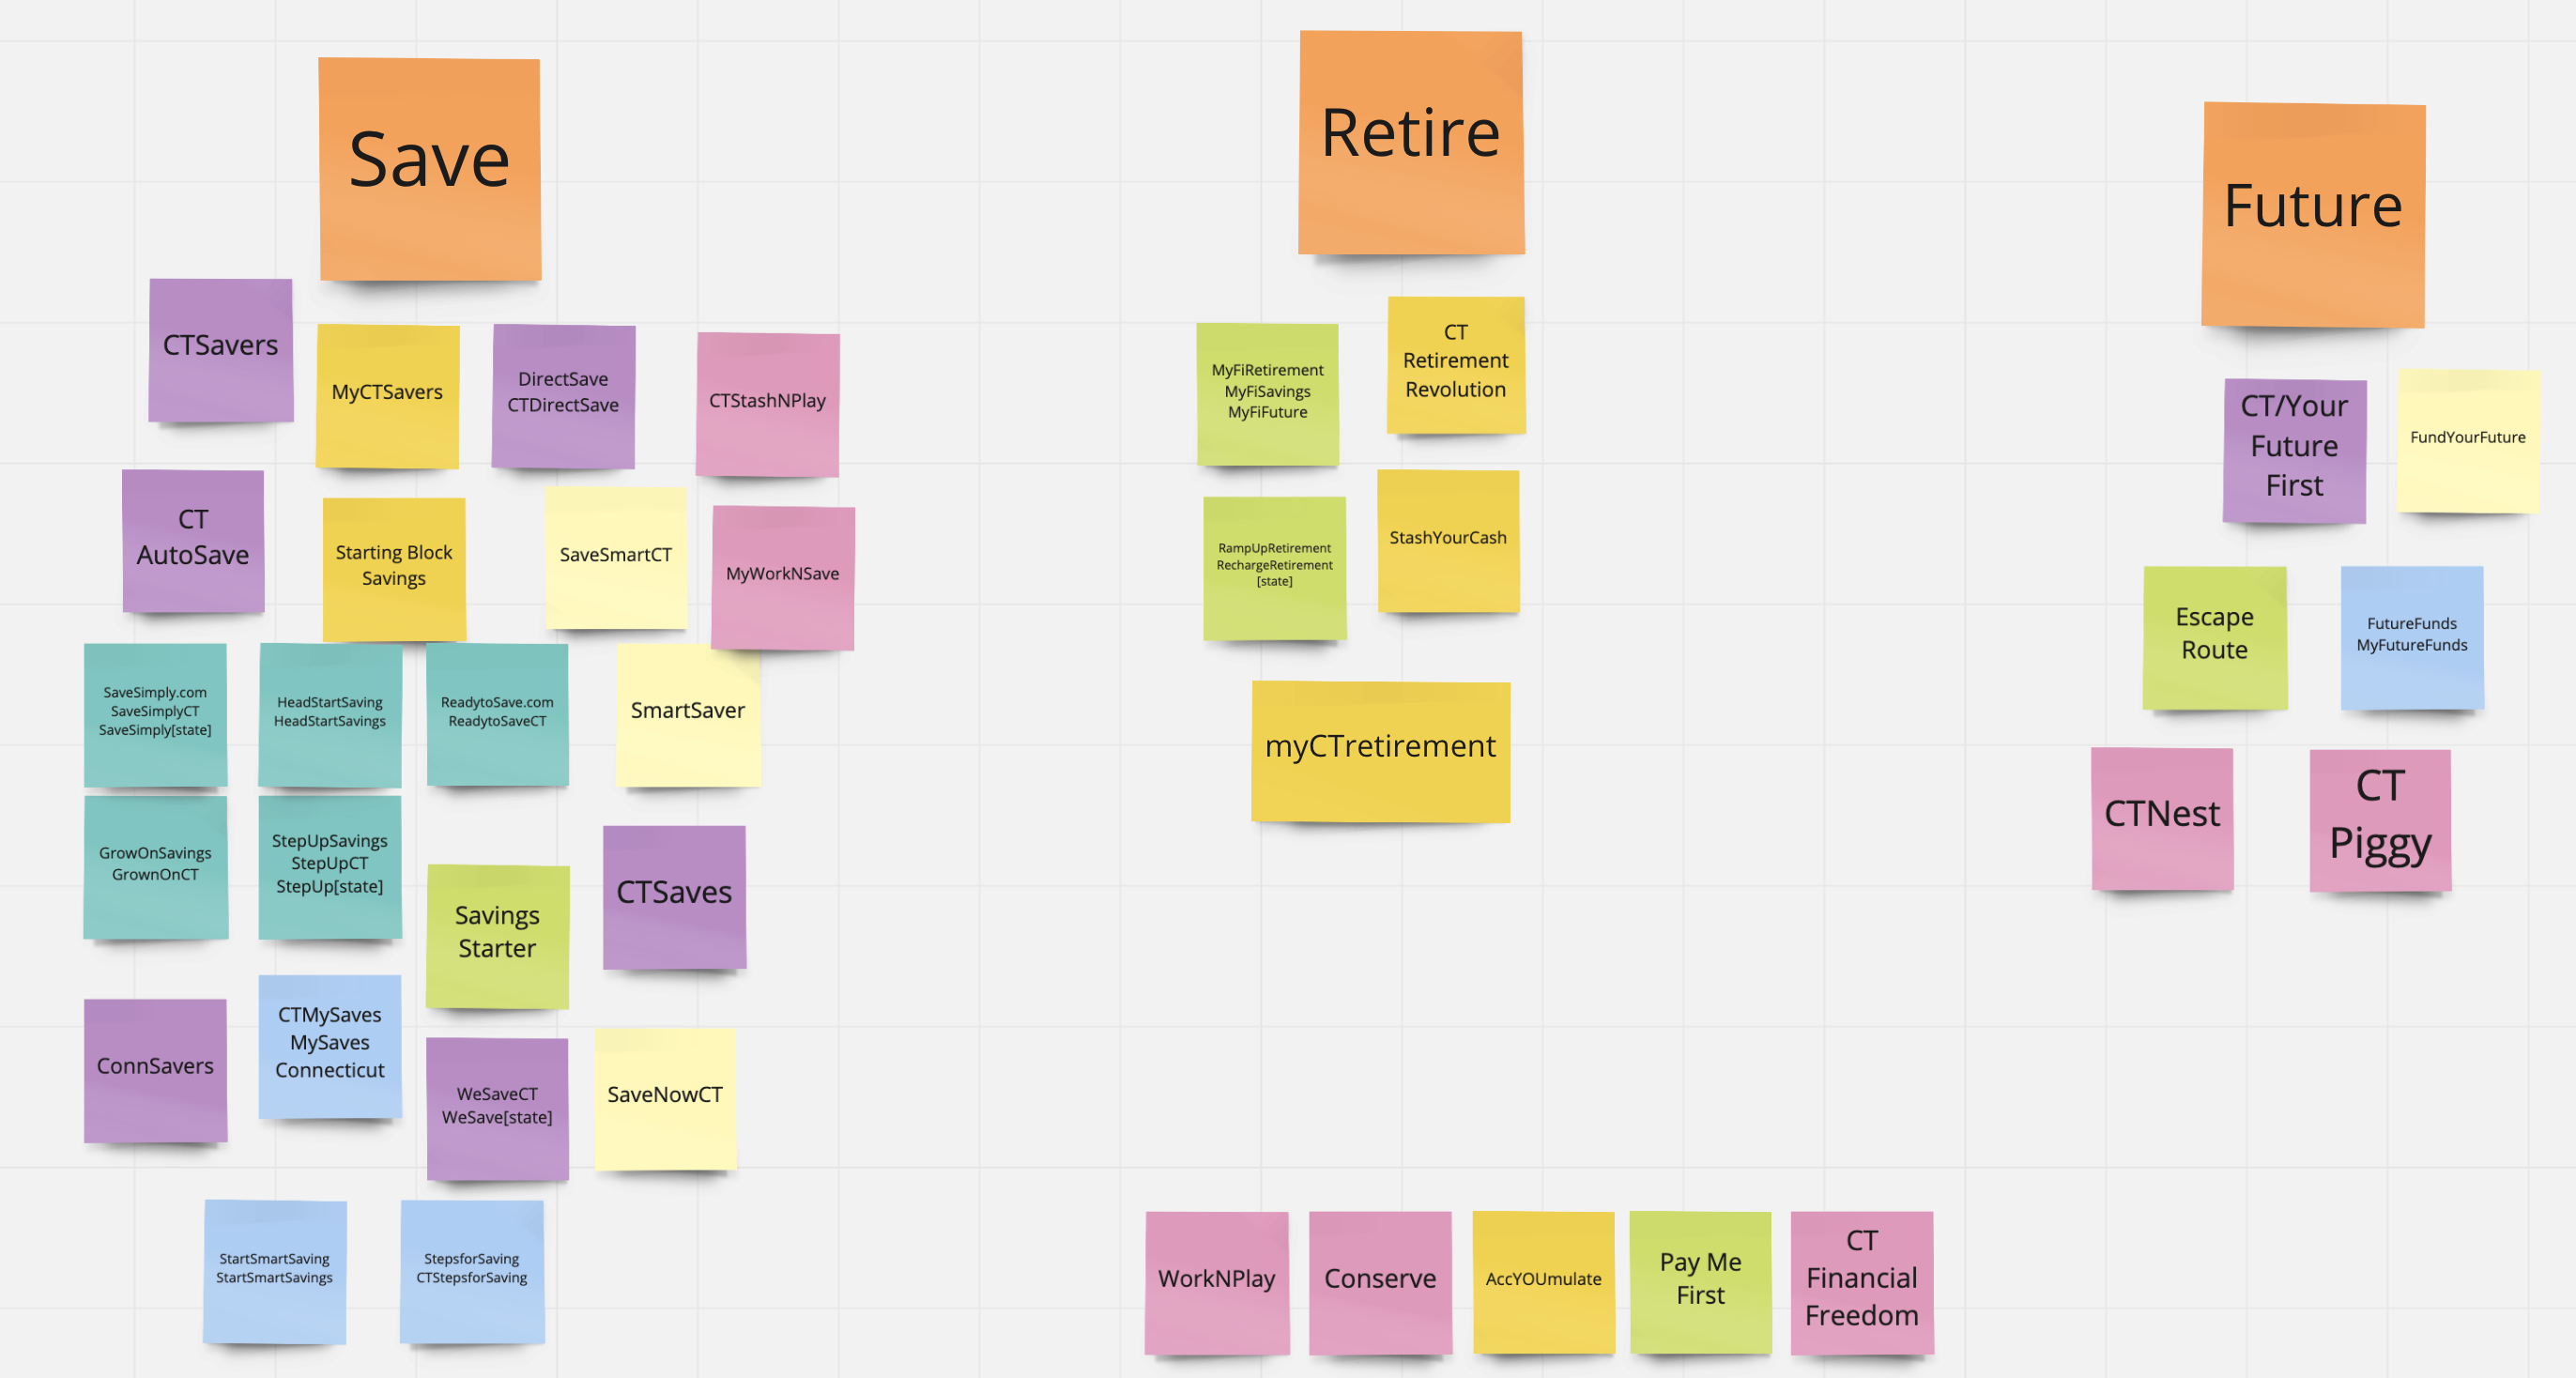 Save
Retire
Future
CTSavers
MyCTSavers
DirectSave
CTDirectSave
CTStashNPlay
CT
AutoSave
Starting Block
Savings
SaveSmartCT
MyWorkNSave
SaveSimply.com
SaveSimplyCT
SaveSimply[state]
HeadStartSaving
HeadStartSavings
ReadytoSave.com
ReadytoSaveCT
SmartSaver
GrowOnSavings
GrownOnCT
StepUpSavings
StepUpCT
StepUp[state]
Savings
Starter
CTSaves
ConnSavers
CTMySaves
MySaves
Connecticut
WeSaveCT
WeSave[state]
SaveNowCT
StartSmartSaving
StartSmartSavings
StepsforSaving
CTStepsforSaving
MyFiRetirement
MyFiSavings
MyFiFuture
CT
Retirement
Revolution
RampUpRetirement
RechargeRetirement
[state]
StashYourCash
myCTretirement
CT/Your
Future
First
FundYourFuture
Escape
Route
FutureFunds
MyFutureFunds
CTNest
CT
Piggy
WorkNPlay
Conserve
AccYOUmulate
Pay Me
First
CT
Financial
Freedom